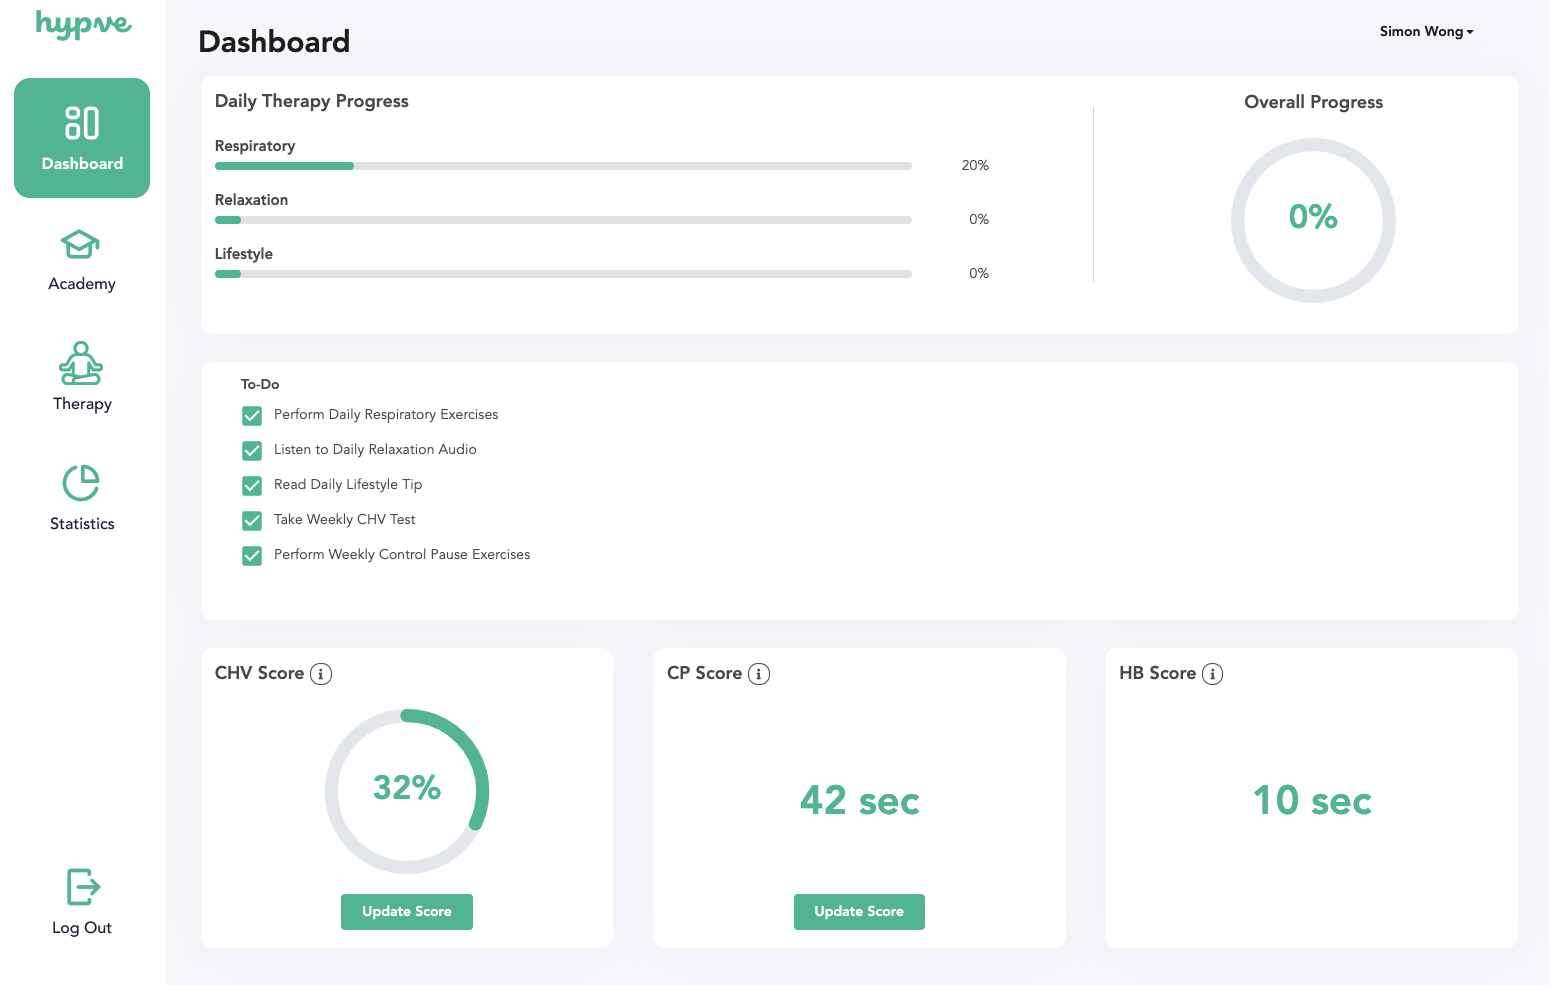 hypve
Dashboard
Simon Wong
Dashboard
Academy
Therapy
Statistics
Log Out
Daily Therapy Progress
Respiratory
20%
Relaxation
0%
Lifestyle
0%
Overall Progress
0%
To-Do
Perform Daily Respiratory Exercises
Listen to Daily Relaxation Audio
Read Daily Lifestyle Tip
Take Weekly CHV Test
Perform Weekly Control Pause Exercises
CHV Score i
32%
Update Score
CP Score i
42 sec
Update Score
HB Score i
10 sec